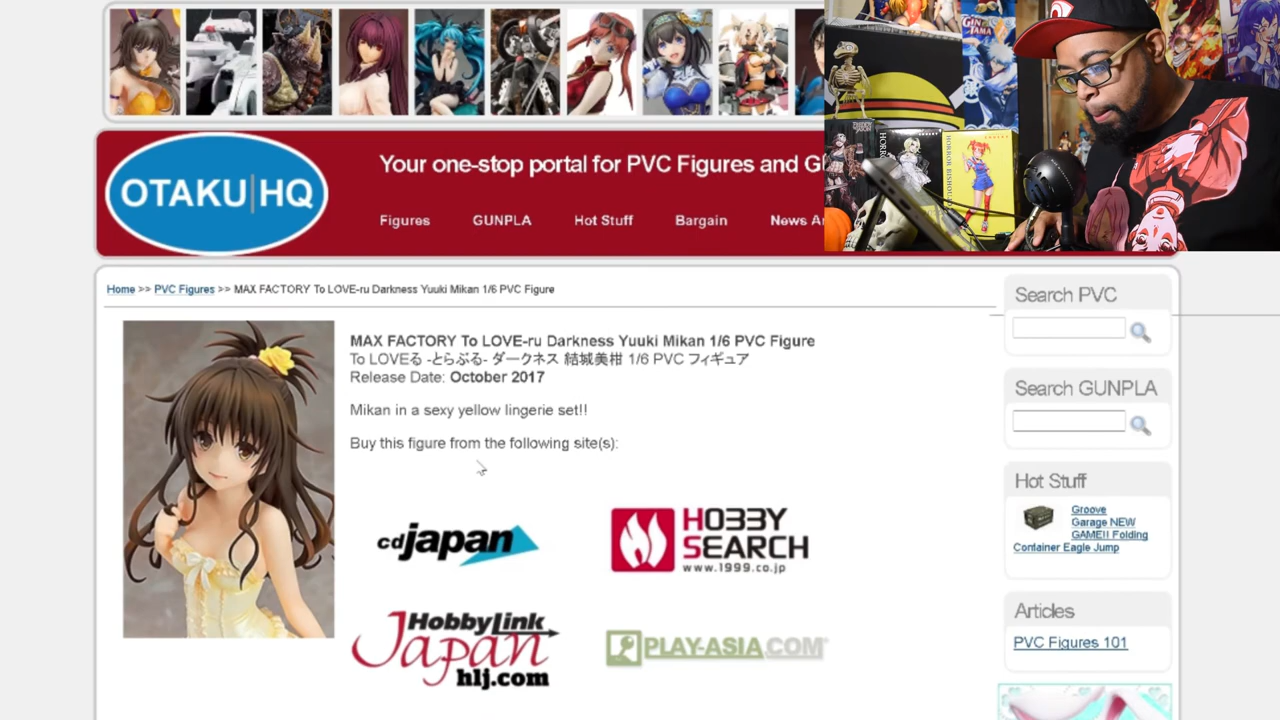 GINTAMA
HORROR
HORROR BISHOUJO
OTAKU|HQ
Your one-stop portal for PVC Figures and G
Figures
GUNPLA
Hot Stuff
Bargain
News Ar
Home >> PVC Figures >> MAX FACTORY To LOVE-ru Darkness Yuuki Mikan 1/6 PVC Figure
MAX FACTORY To LOVE-ru Darkness Yuuki Mikan 1/6 PVC Figure
To LOVEる -とらぶる- ダークネス 結城美柑 1/6 PVC フィギュア
Release Date: October 2017
Mikan in a sexy yellow lingerie set!!
Buy this figure from the following site(s):
cdjapan
HOBBY
SEARCH
www.1999.co.jp
HobbyLink
Japan
hlj.com
PLAY-ASIA.COM
Search PVC
Search GUNPLA
Hot Stuff
Groove
Garage NEW
GAME!! Folding
Container Eagle Jump
Articles
PVC Figures 101